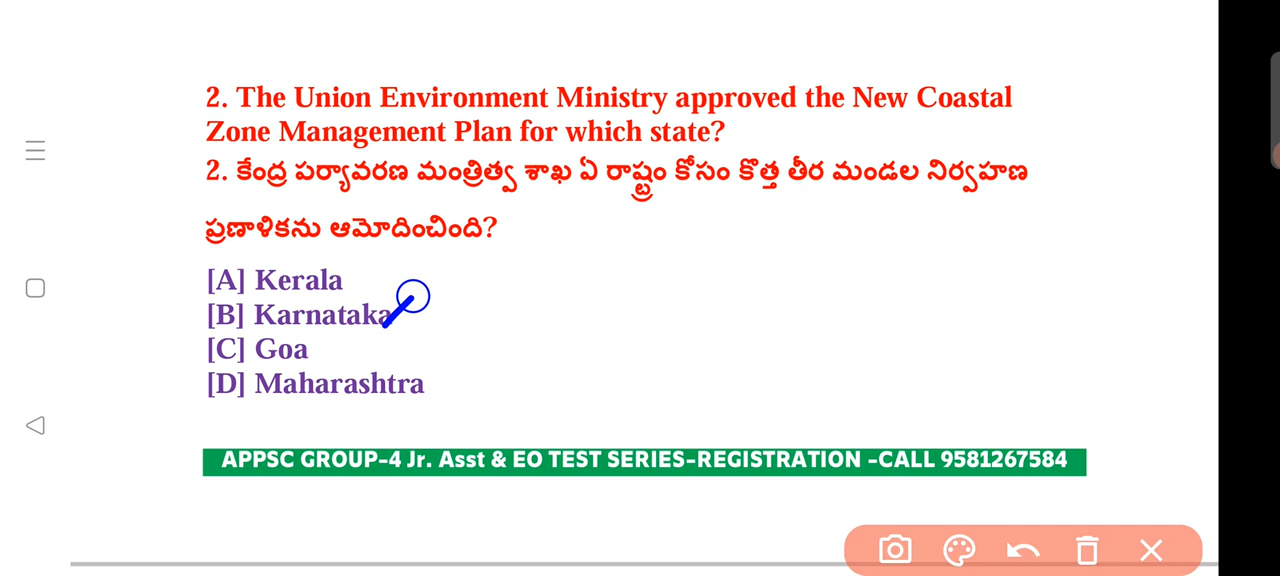 2. The Union Environment Ministry approved the New Coastal
Zone Management Plan for which state?
2. కేంద్ర పర్యావరణ మంత్రిత్వ శాఖ ఏ రాష్ట్రం కోసం కొత్త తీర మండల నిర్వహణ
ప్రణాళికను ఆమోదించింది?
[A] Kerala
[B] Karnataka
[C] Goa
[D] Maharashtra
APPSC GROUP-4 Jr. Asst & EO TEST SERIES-REGISTRATION -CALL 9581267584